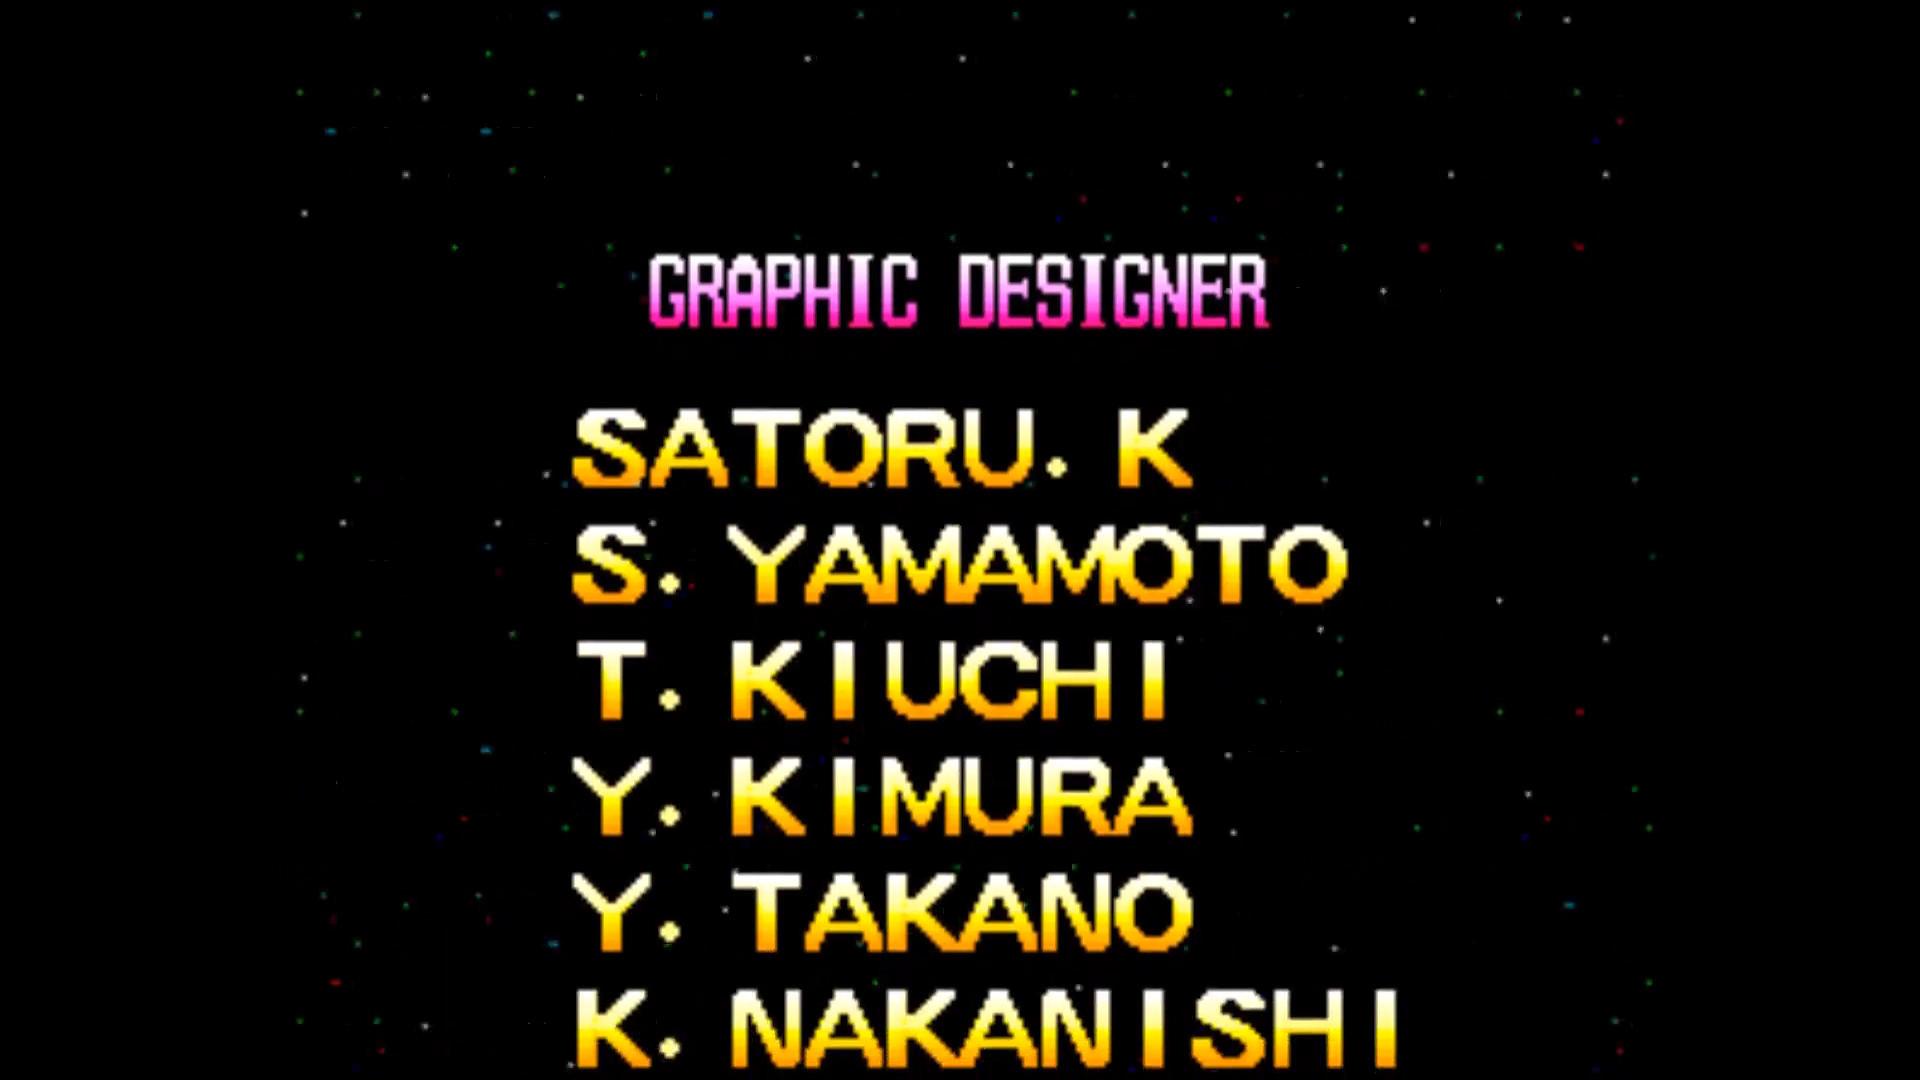 GRAPHIC DESIGNER
SATORU. K
S. YAMAMOTO
T. KIUCHI
Y. KIMURA
Y. TAKANO
K. NAKANISHI